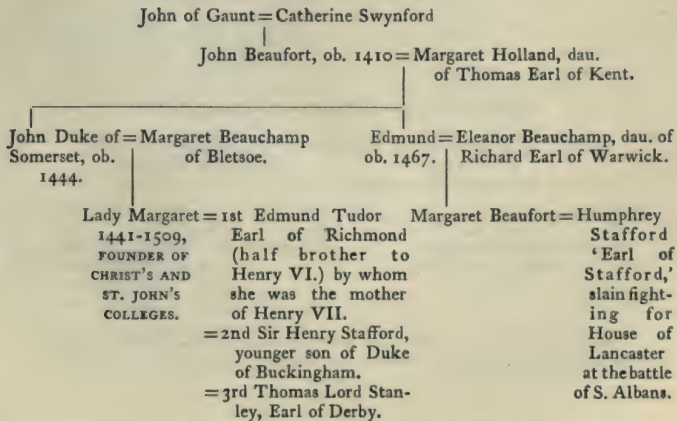 John of Gaunt = Catherine Swynford
John Beaufort, ob. 1410 = Margaret Holland, dau.
of Thomas Earl of Kent.
John Duke of = Margaret Beauchamp
Somerset, ob. of Bletsoe.
1444.
Edmund = Eleanor Beauchamp, dau. of
ob. 1467. Richard Earl of Warwick.
Lady Margaret = 1st Edmund Tudor
1441-1509, Earl of Richmond
FOUNDER OF (half brother to
CHRIST'S AND Henry VI.) by whom
ST. JOHN'S she was the mother
COLLEGES. of Henry VII.
= 2nd Sir Henry Stafford,
younger son of Duke
of Buckingham.
= 3rd Thomas Lord Stan-
ley, Earl of Derby.
Margaret Beaufort = Humphrey
Stafford
'Earl of
Stafford,'
slain fight-
ing for
House of
Lancaster
at the battle
of S. Albans.